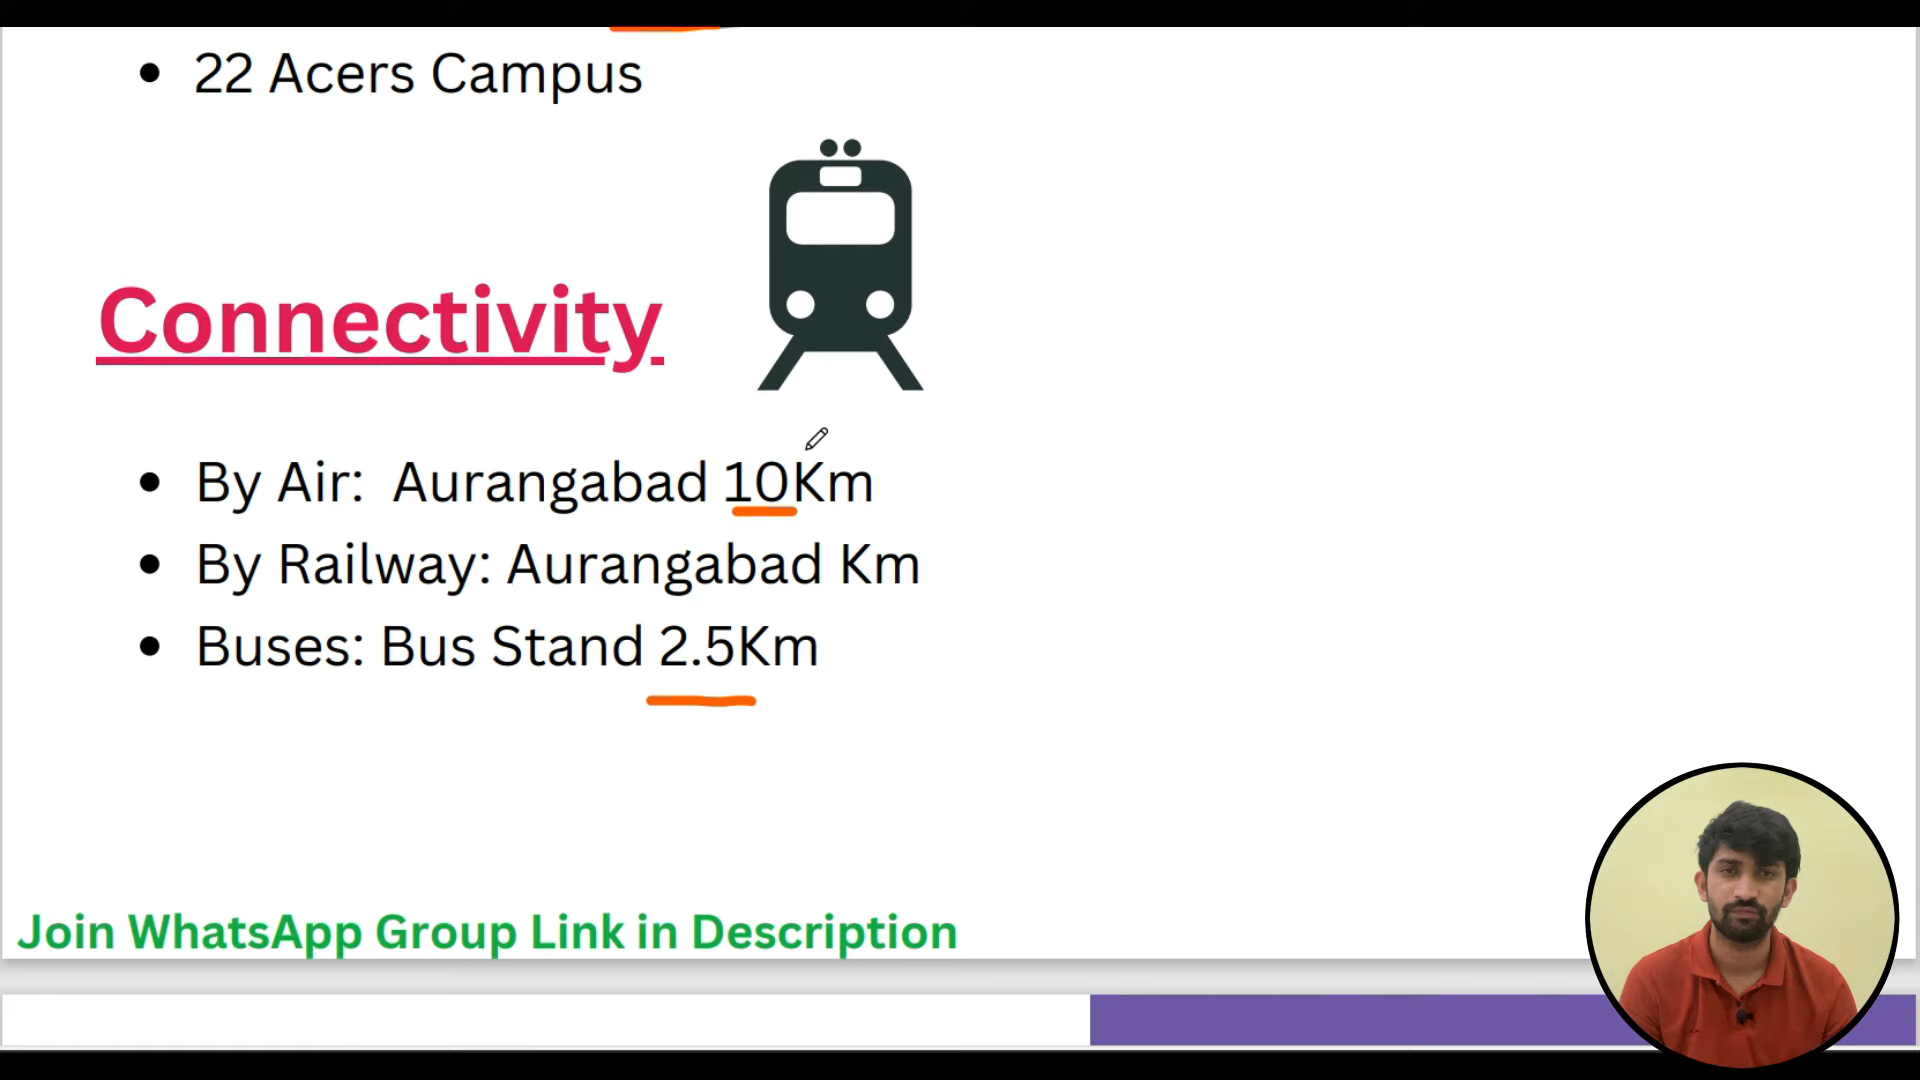 22 Acers Campus
Connectivity
By Air: Aurangabad 10Km
By Railway: Aurangabad Km
Buses: Bus Stand 2.5Km
Join WhatsApp Group Link in Description